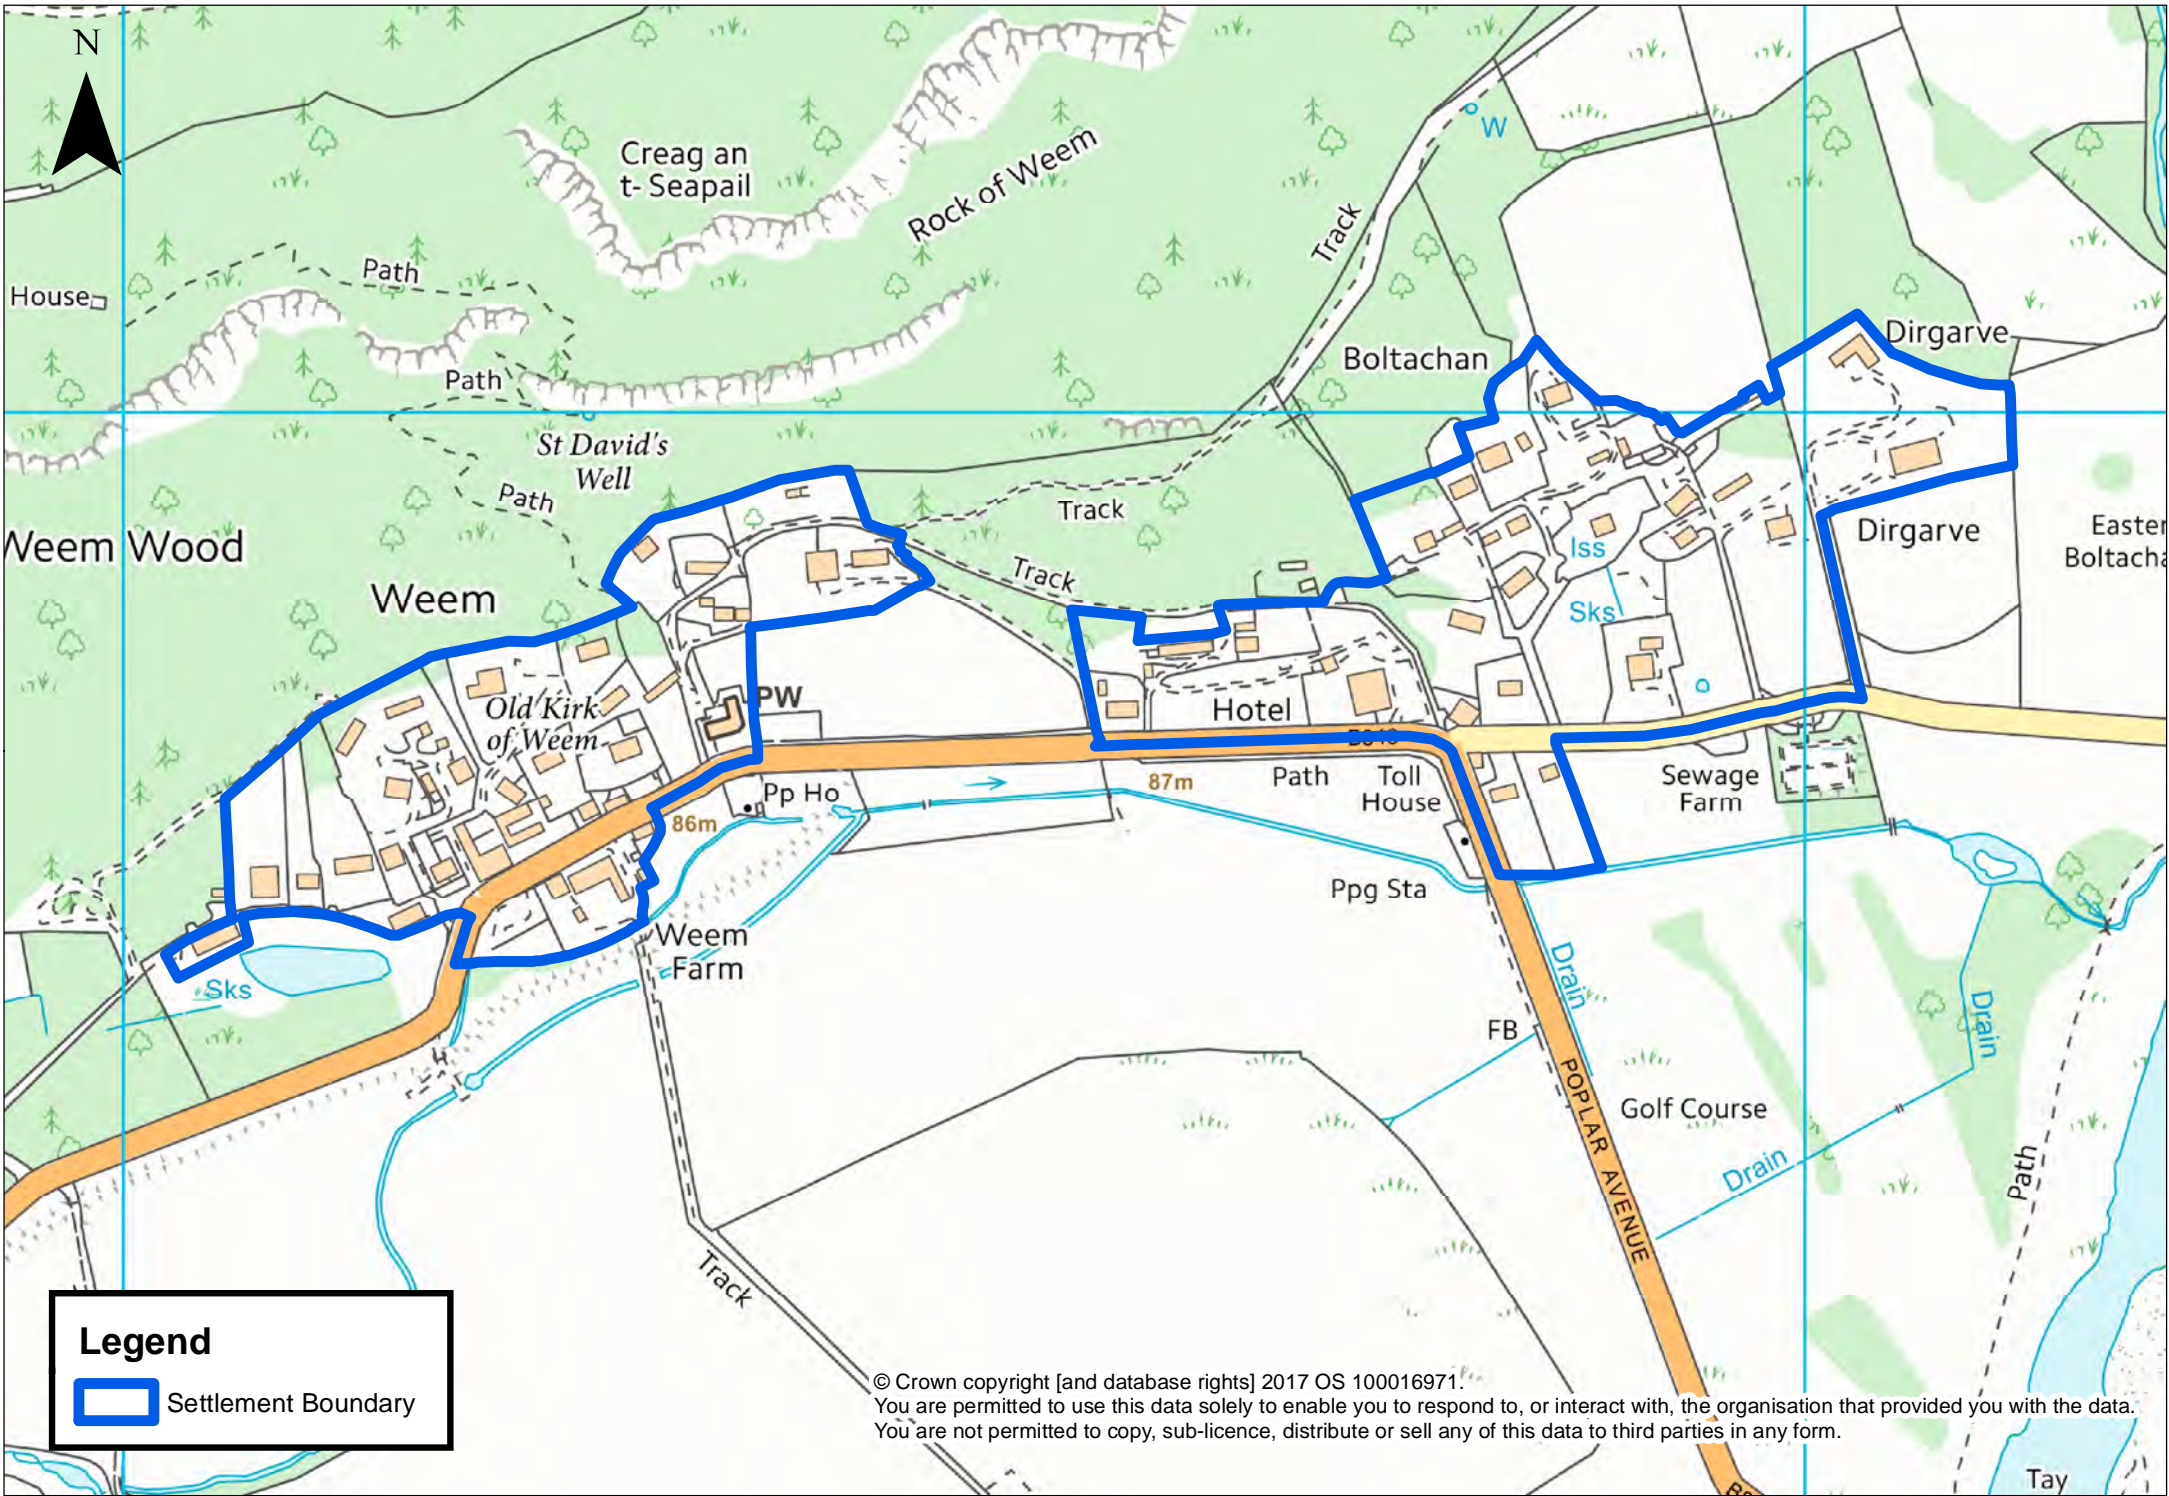 N
Creag an
t- Seapail
Rock of Weem
W
Track
Path
House
Dirgarve
Boltachan
Path
St David's
Well
Path
Track
Weem Wood
Dirgarve
Easter
Iss
Track
Weem
Sks
Old Kirk
of Weem
PW
Hotel
Pp Ho
87m
Path
Toll
House
Sewage
Farm
86m
Ppg Sta
Weem
Farm
Sks
Drain
Drain
FB
POPLAR AVENUE
Golf Course
Drain
Path
Track
Legend
Settlement Boundary
© Crown copyright [and database rights] 2017 OS 100016971.
You are permitted to use this data solely to enable you to respond to, or interact with, the organisation that provided you with the data.
You are not permitted to copy, sub-licence, distribute or sell any of this data to third parties in any form.
Tay